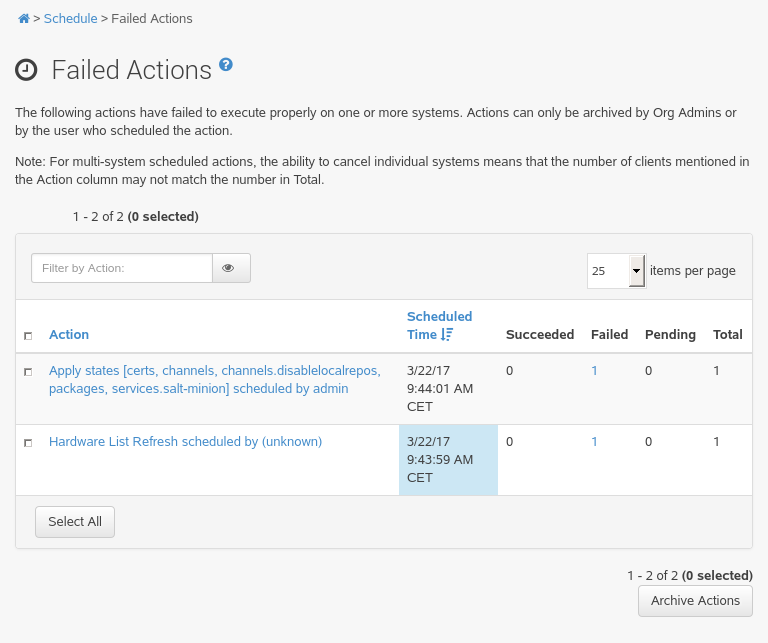 > Schedule > Failed Actions
Failed Actions ?
The following actions have failed to execute properly on one or more systems. Actions can only be archived by Org Admins or
by the user who scheduled the action.
Note: For multi-system scheduled actions, the ability to cancel individual systems means that the number of clients mentioned in
the Action column may not match the number in Total.
1 - 2 of 2 (0 selected)
Filter by Action:
25 items per page
Scheduled
Action Time Succeeded Failed Pending Total
Apply states [certs, channels, channels.disablelocalrepos, 3/22/17 0 1 0 1
packages, services.salt-minion] scheduled by admin 9:44:01 AM
CET
Hardware List Refresh scheduled by (unknown) 3/22/17 0 1 0 1
9:43:59 AM
CET
Select All
1 - 2 of 2 (0 selected)
Archive Actions